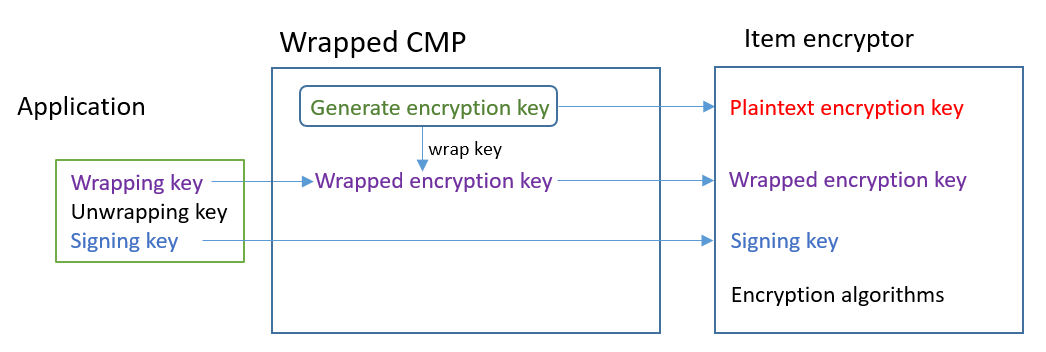 Wrapped CMP
Item encryptor
Application
Generate encryption key
Plaintext encryption key
wrap key
Wrapping key
Wrapped encryption key
Wrapped encryption key
Unwrapping key
Signing key
Signing key
Encryption algorithms